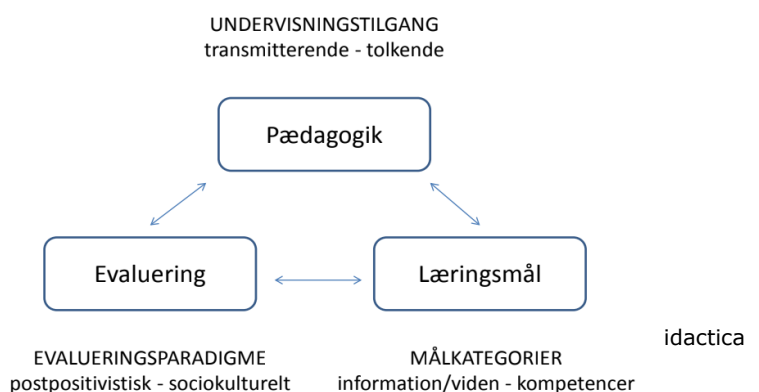 UNDERVISNINGSTILGANG
transmitterende - tolkende
Pædagogik
Evaluering
Læringsmål
idactica
EVALUERINGSPARADIGME
postpositivistisk - sociokulturelt
MÅLKATEGORIER
information/viden - kompetencer